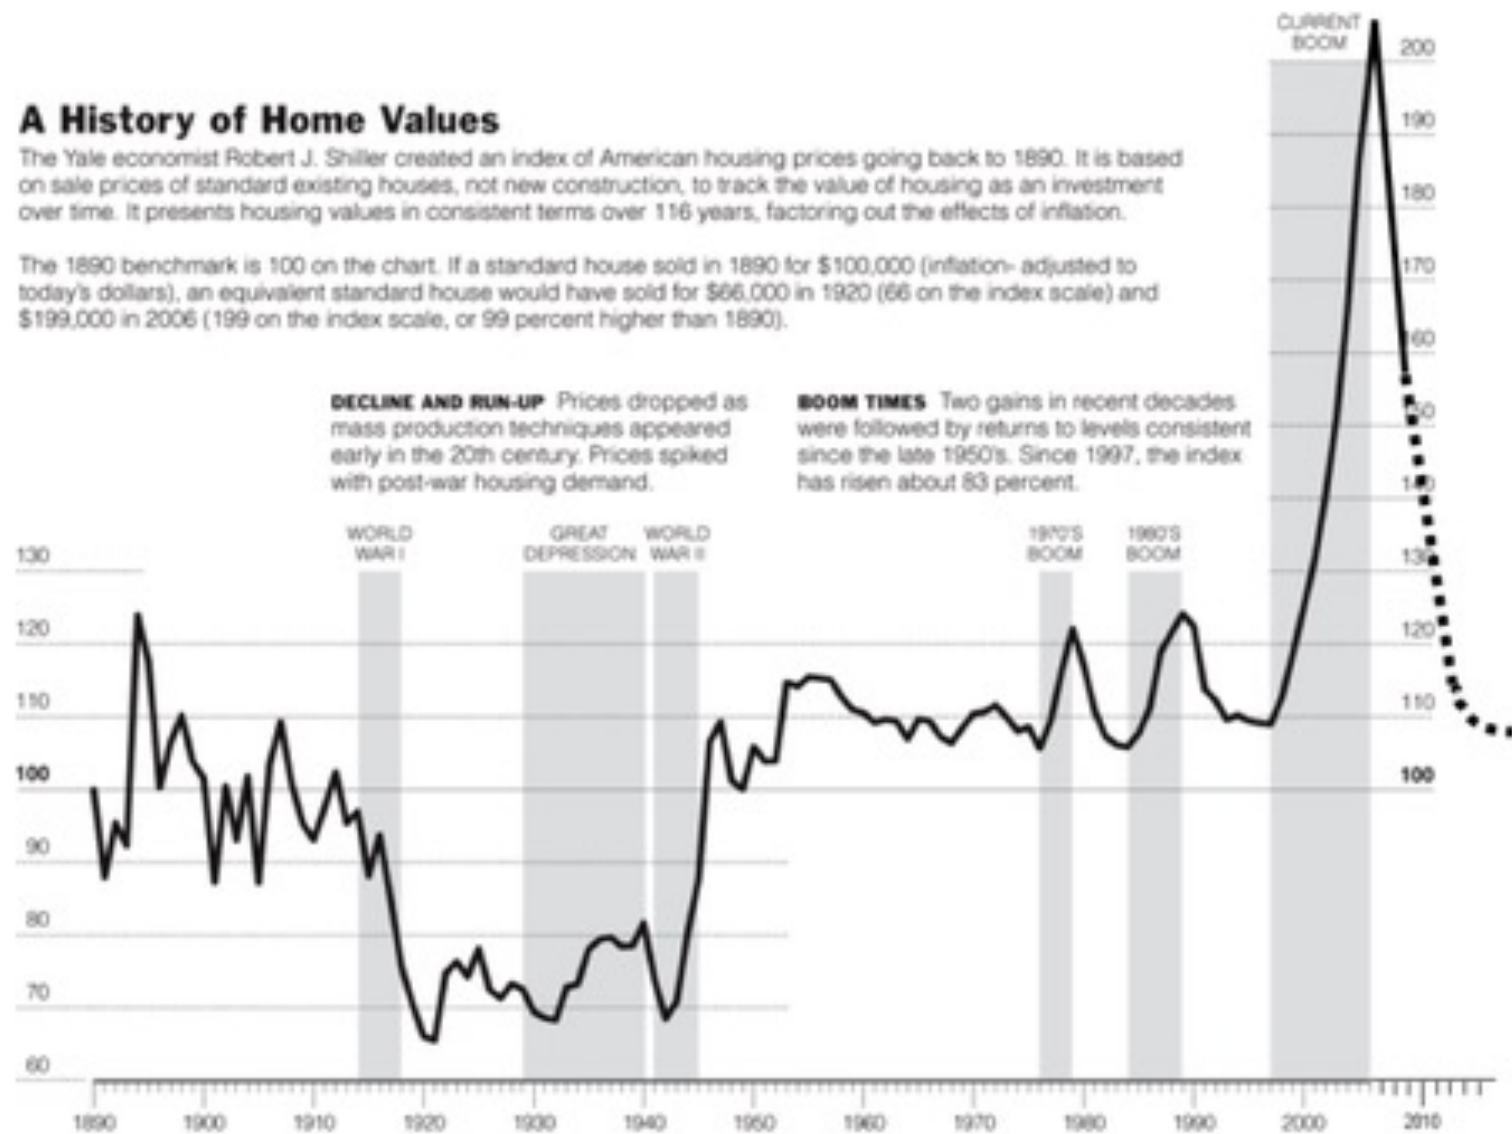 CURRENT
BOOM
A History of Home Values
The Yale economist Robert J. Shiller created an index of American housing prices going back to 1890. It is based
on sale prices of standard existing houses, not new construction, to track the value of housing as an investment
over time. It presents housing values in consistent terms over 116 years, factoring out the effects of inflation.
The 1890 benchmark is 100 on the chart. If a standard house sold in 1890 for $100,000 (inflation- adjusted to
today's dollars), an equivalent standard house would have sold for $66,000 in 1920 (66 on the index scale) and
$199,000 in 2006 (199 on the index scale, or 99 percent higher than 1890).
DECLINE AND RUN-UP Prices dropped as
mass production techniques appeared
early in the 20th century. Prices spiked
with post-war housing demand.
BOOM TIMES Two gains in recent decades
were followed by returns to levels consistent
since the late 1950's. Since 1997, the index
has risen about 83 percent.
WORLD
WAR I
GREAT
DEPRESSION
WORLD
WAR II
1970'S
BOOM
1980'S
BOOM
130
120
110
100
90
80
70
60
200
190
180
170
160
150
140
130
120
110
100
1890 1900 1910 1920 1930 1940 1950 1960 1970 1980 1990 2000 2010